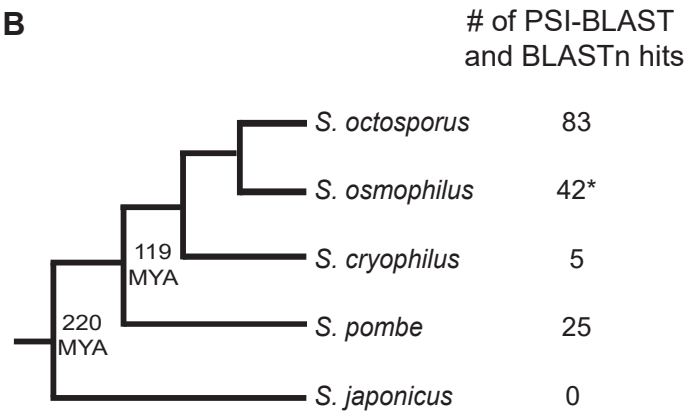 B
# of PSI-BLAST
and BLASTn hits
S. octosporus 83
S. osmophilus 42*
S. cryophilus 5
S. pombe 25
S. japonicus 0
119
MYA
220
MYA